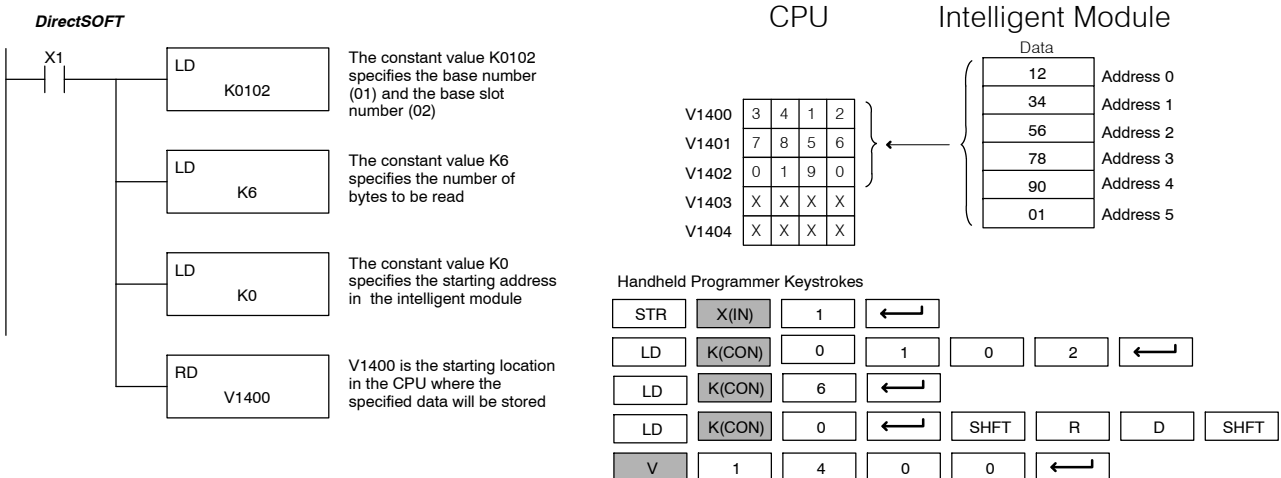 DirectSOFT
X1
LD
K0102
The constant value K0102
specifies the base number
(01) and the base slot
number (02)
LD
K6
The constant value K6
specifies the number of
bytes to be read
LD
K0
The constant value K0
specifies the starting address
in the intelligent module
RD
V1400
V1400 is the starting location
in the CPU where the
specified data will be stored
CPU
Intelligent Module
Data
12 Address 0
34 Address 1
56 Address 2
78 Address 3
90 Address 4
01 Address 5
V1400 3 4 1 2
V1401 7 8 5 6
V1402 0 1 9 0
V1403 X X X X
V1404 X X X X
Handheld Programmer Keystrokes
STR X(IN) 1
LD K(CON) 0 1 0 2
LD K(CON) 6
LD K(CON) 0 SHFT R D SHFT
V 1 4 0 0